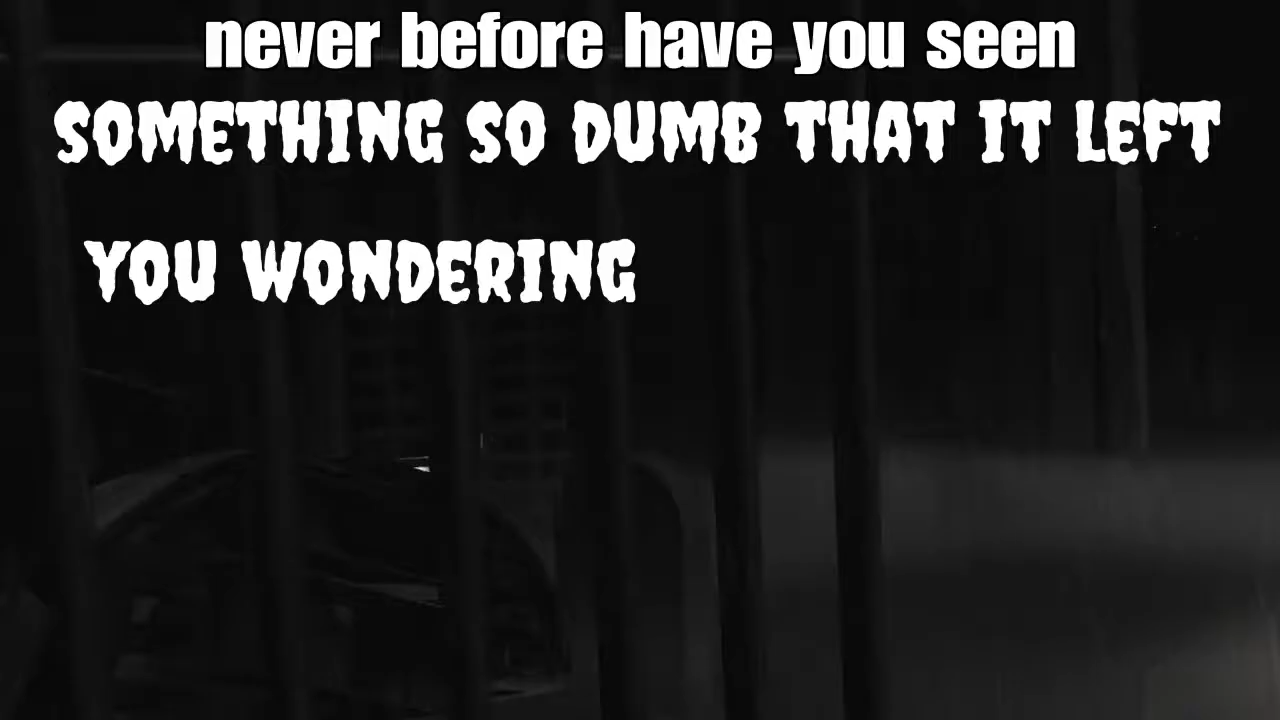 never before have you seen
SOMETHING SO DUMB THAT IT LEFT
YOU WONDERING